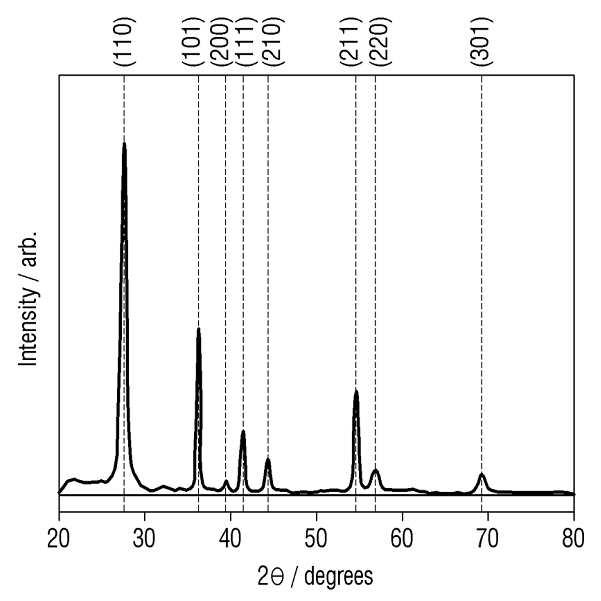 (110) (101) (200) (111) (210) (211) (220) (301)
Intensity / arb.
20 30 40 50 60 70 80
2Θ / degrees